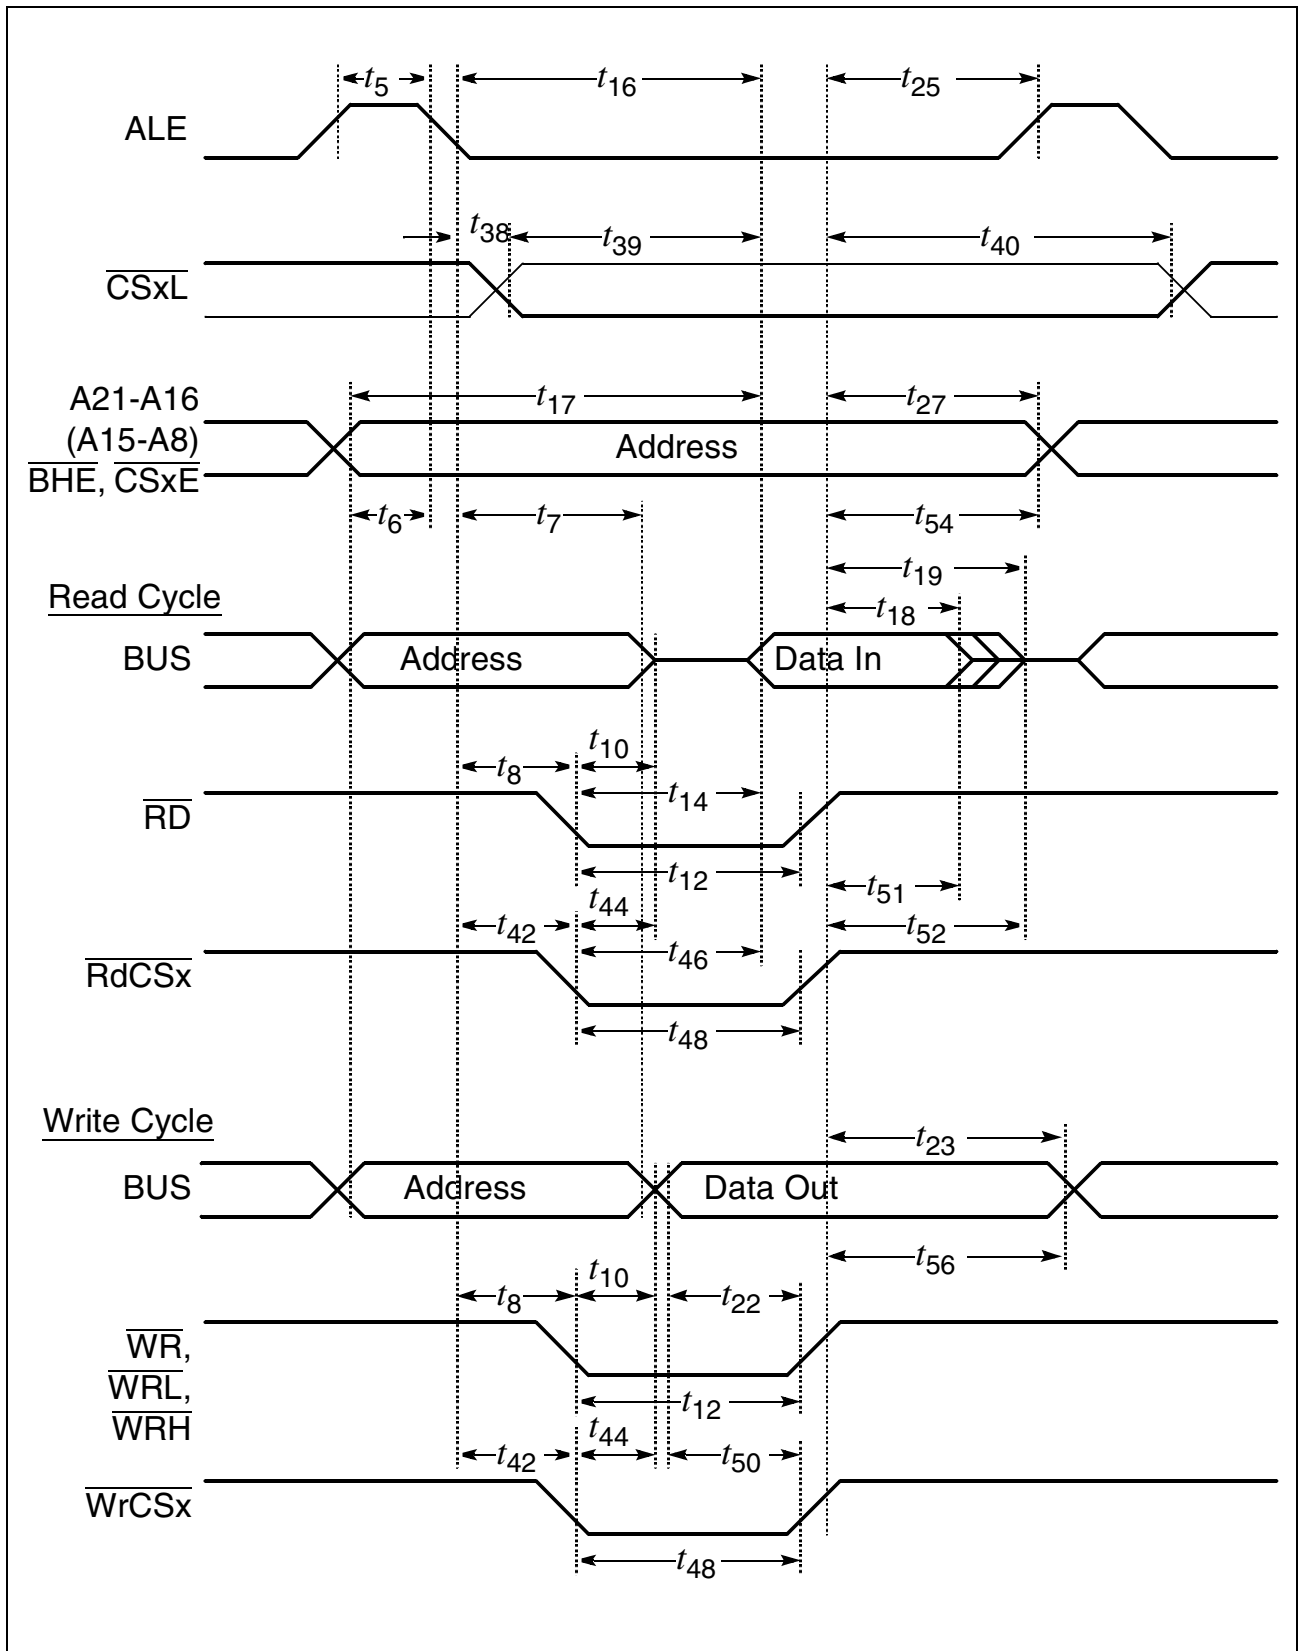 t5 t16 t25
ALE
t38 t39 t40
CSxL
A21-A16
(A15-A8)
BHE, CSxE
t17 t27
Address
t6 t7 t54
t19
Read Cycle
t18
BUS Address Data In
t10
t8
t14
RD
t12
t51
t44
t42 t52
t46
RdCSx
t48
Write Cycle
t23
BUS Address Data Out
t56
t10
t8 t22
WR,
WRL,
WRH
t12
t44
t42 t50
WrCSx
t48